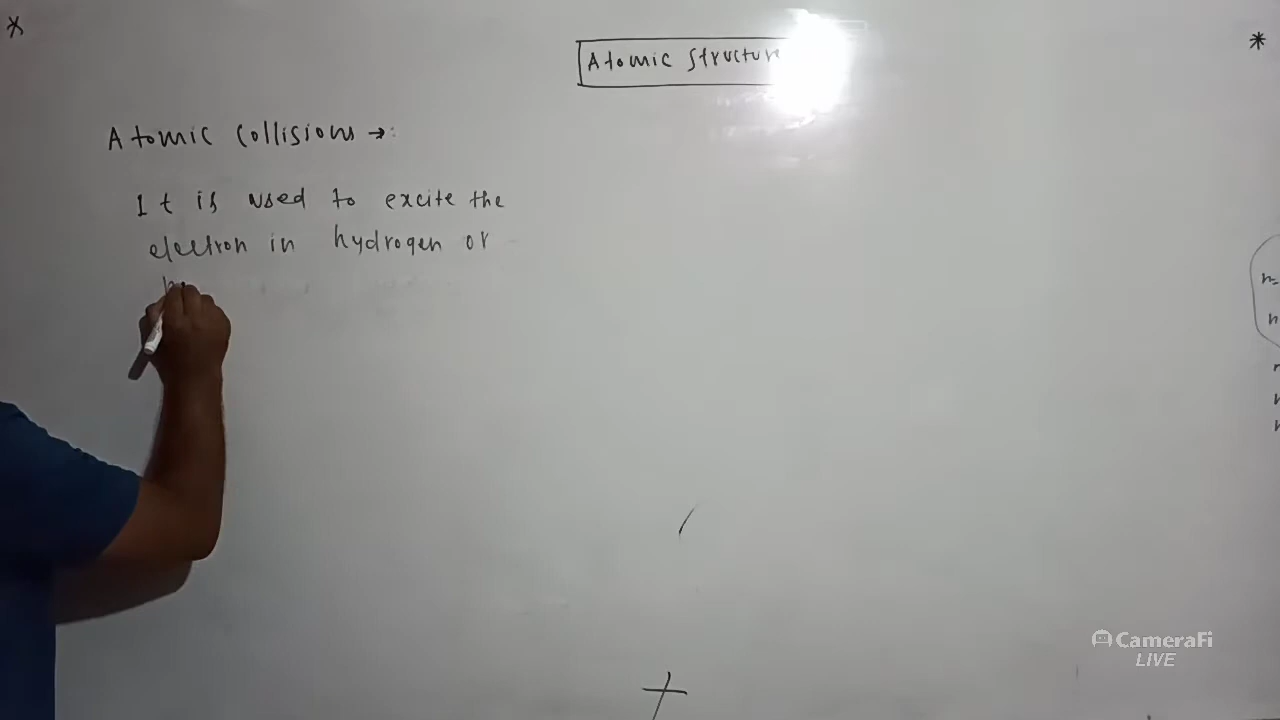 Atomic Structure
Atomic Collisions →:
It is used to excite the
electron in hydrogen or
n=
n
n
n
CameraFi
LIVE